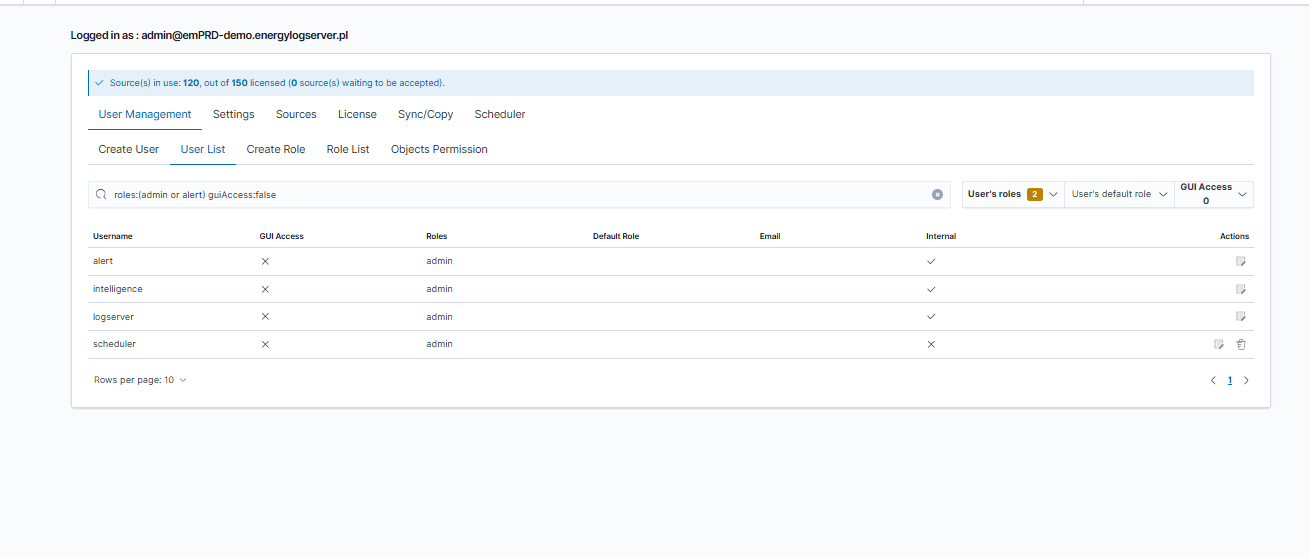 Logged in as : admin@emPRD-demo.energylogserver.pl
Source(s) in use: 120, out of 150 licensed (0 source(s) waiting to be accepted).
User Management Settings Sources License Sync/Copy Scheduler
Create User User List Create Role Role List Objects Permission
roles:(admin or alert) guiAccess:false User's roles 2 User's default role GUI Access 0
Username GUI Access Roles Default Role Email Internal Actions
alert admin
intelligence admin
logserver admin
scheduler admin
Rows per page: 10 1